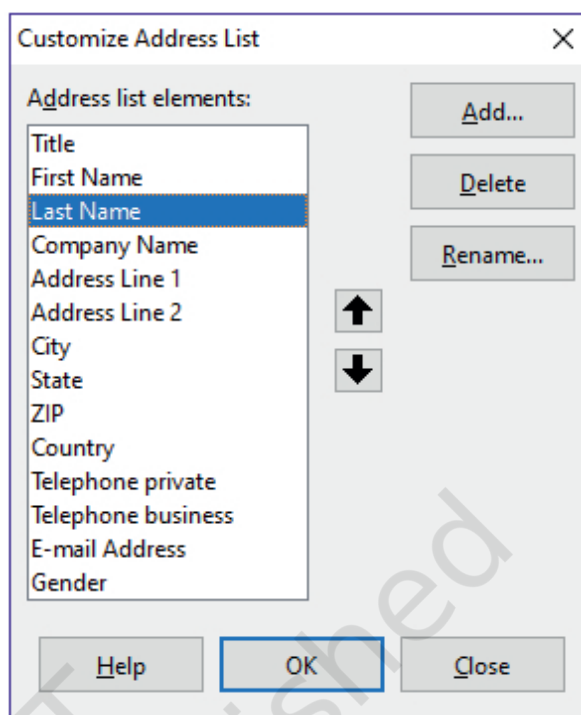 Customize Address List
Address list elements:
Add...
Title
First Name
Delete
Last Name
Company Name
Rename...
Address Line 1
Address Line 2
City
State
ZIP
Country
Telephone private
Telephone business
E-mail Address
Gender
Help
OK
Close